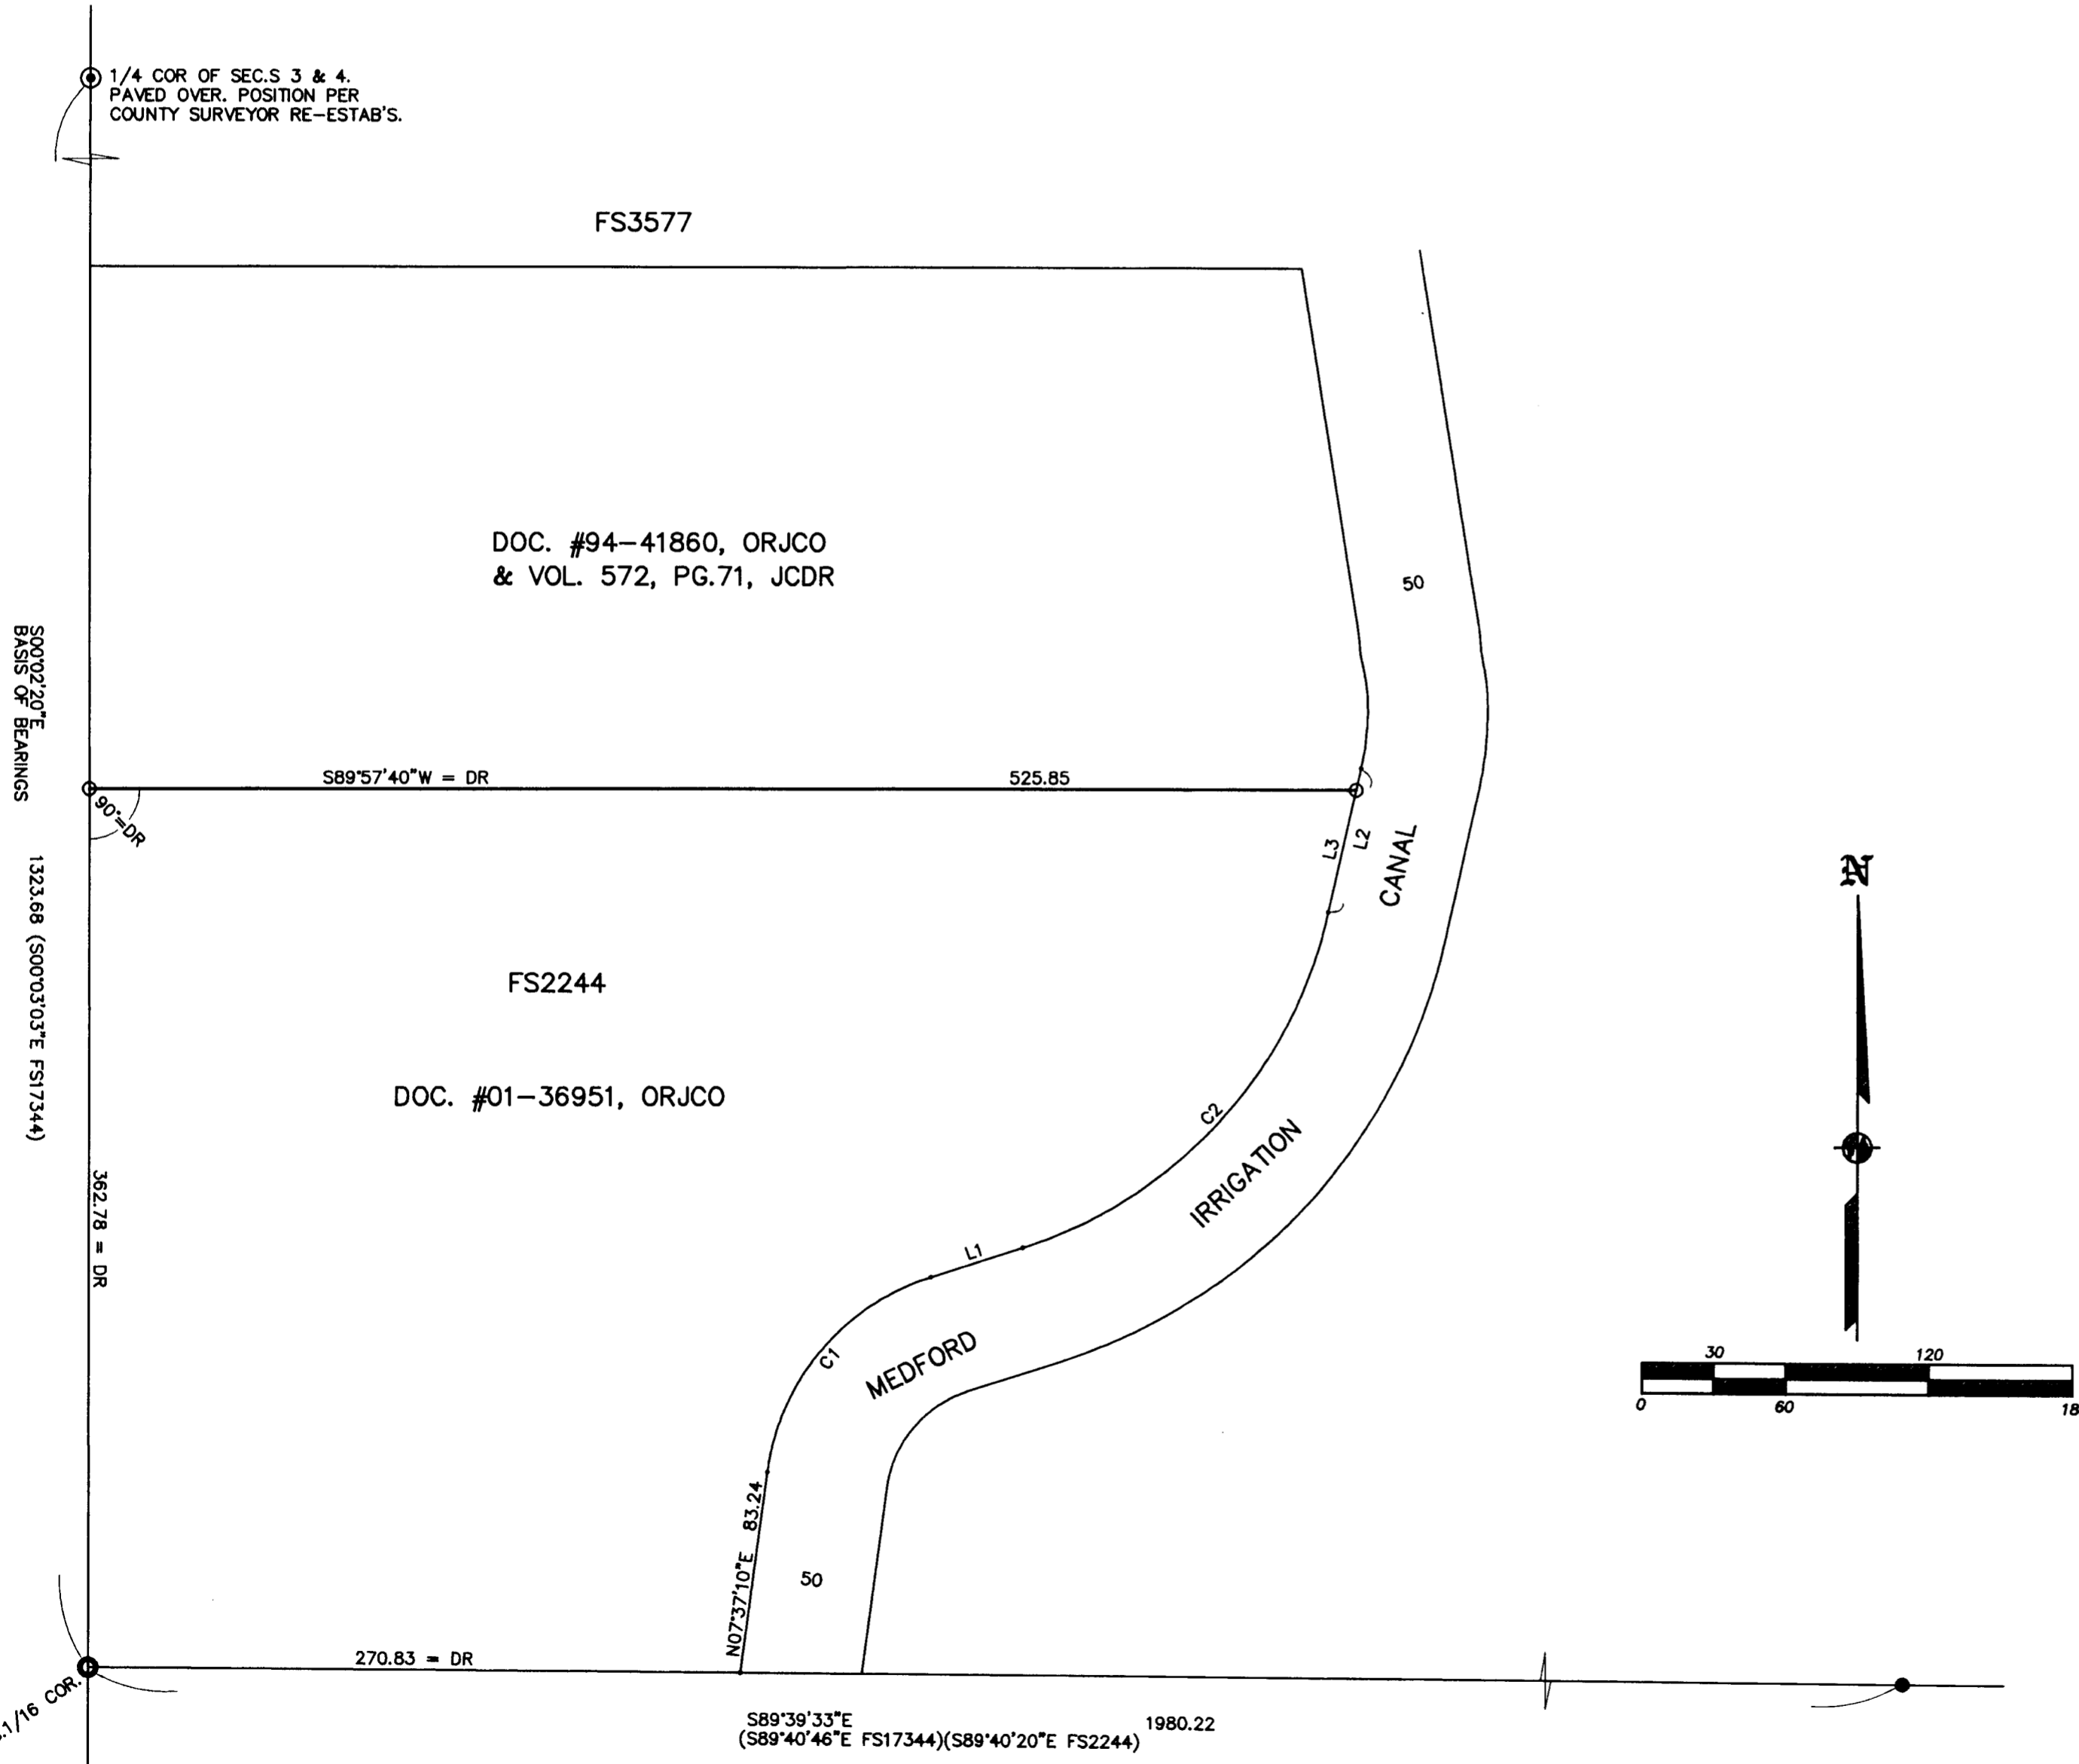 1/4 COR OF SEC.S 3 & 4.
PAVED OVER. POSITION PER
COUNTY SURVEYOR RE-ESTAB'S.
FS3577
DOC. #94-41860, ORJCO
& VOL. 572, PG.71, JCDR
50
S00°02'20"E
BASIS OF BEARINGS
1323.68 (S00°03'03"E FS17344)
S89°57'40"W = DR
525.85
90°=DR
L3
L2
CANAL
N
FS2244
DOC. #01-36951, ORJCO
C2
IRRIGATION
362.78 = DR
L1
C1
MEDFORD
30
120
0
60
18
N07°37'10"E 83.24
50
270.83 = DR
.1/16 COR.
S89°39'33"E
1980.22
(S89°40'46"E FS17344)(S89°40'20"E FS2244)